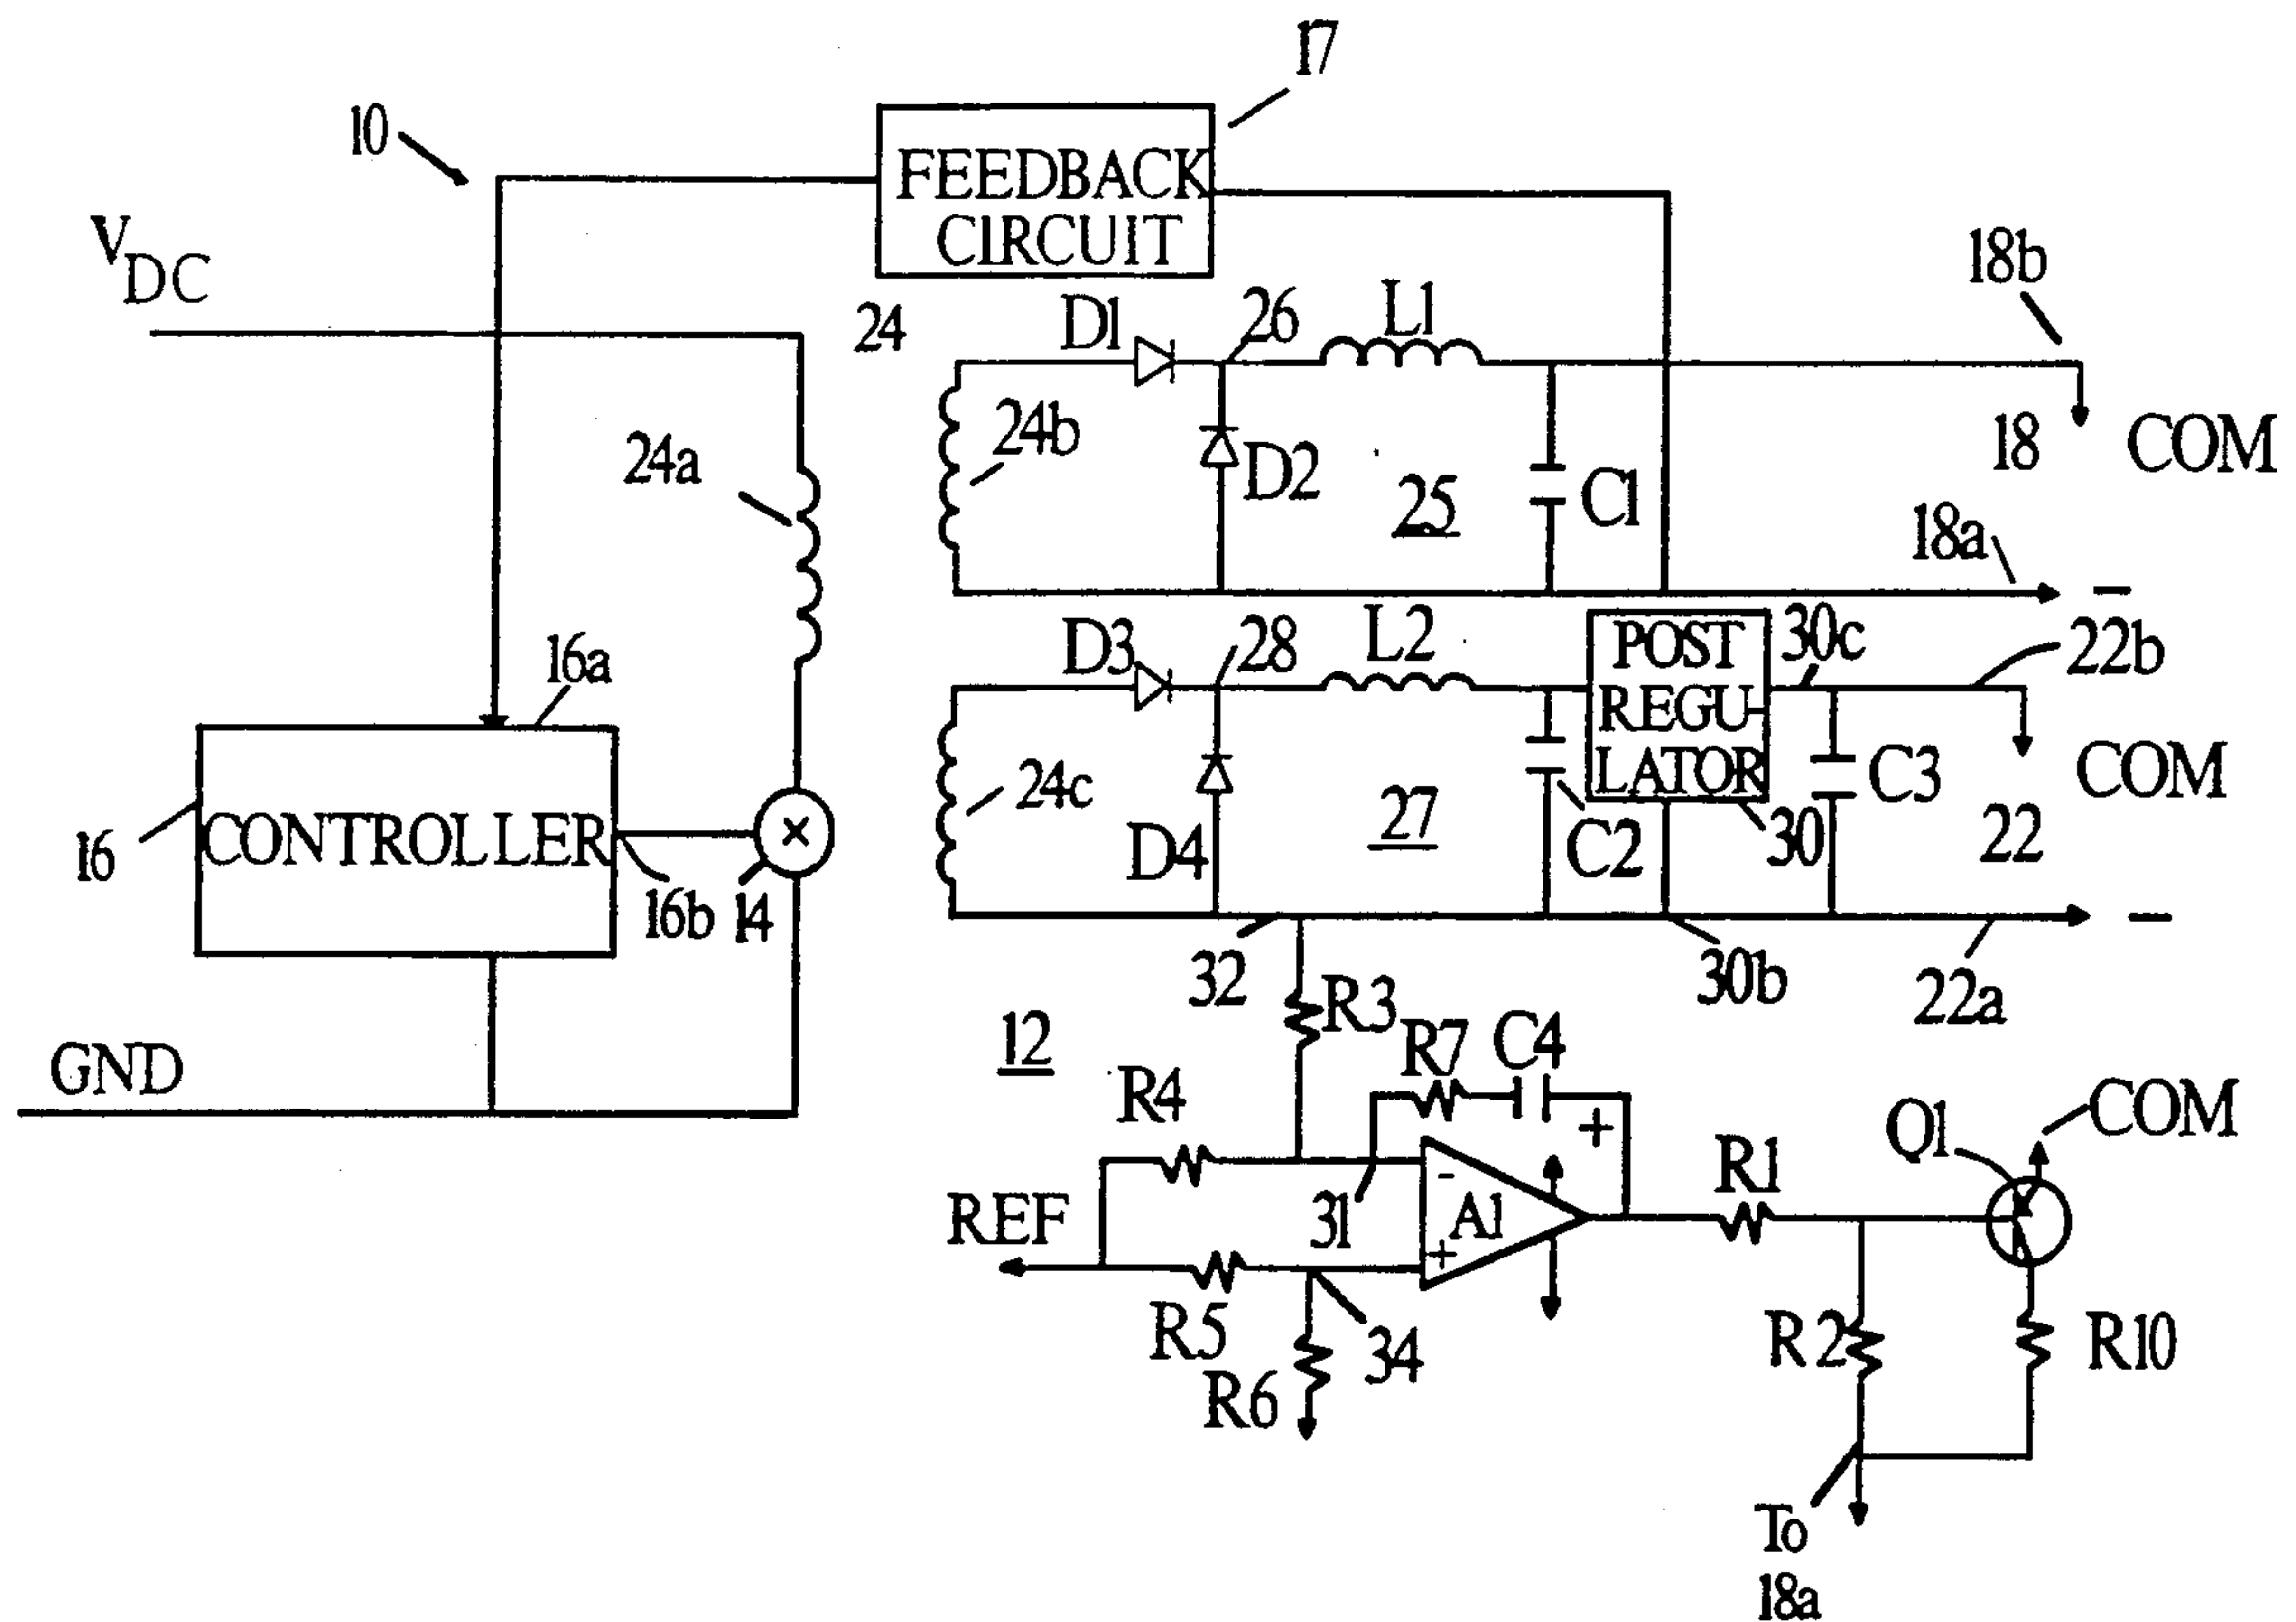 17
10
FEEDBACK
CIRCUIT
V
DC
18b
24
D1
26
L1
24b
24a
D2
25
C1
18
COM
18a
-
D3
28
L2
POST
REGU-
LATOR
30c
22b
16a
24c
D4
27
C2
30
C3
COM
22
16
CONTROLLER
16b
14
-
32
30b
22a
12
R3
R7
C4
GND
R4
+
COM
Q1
R1
-
A1
+
31
REF
R5
34
R6
R2
R10
To
18a